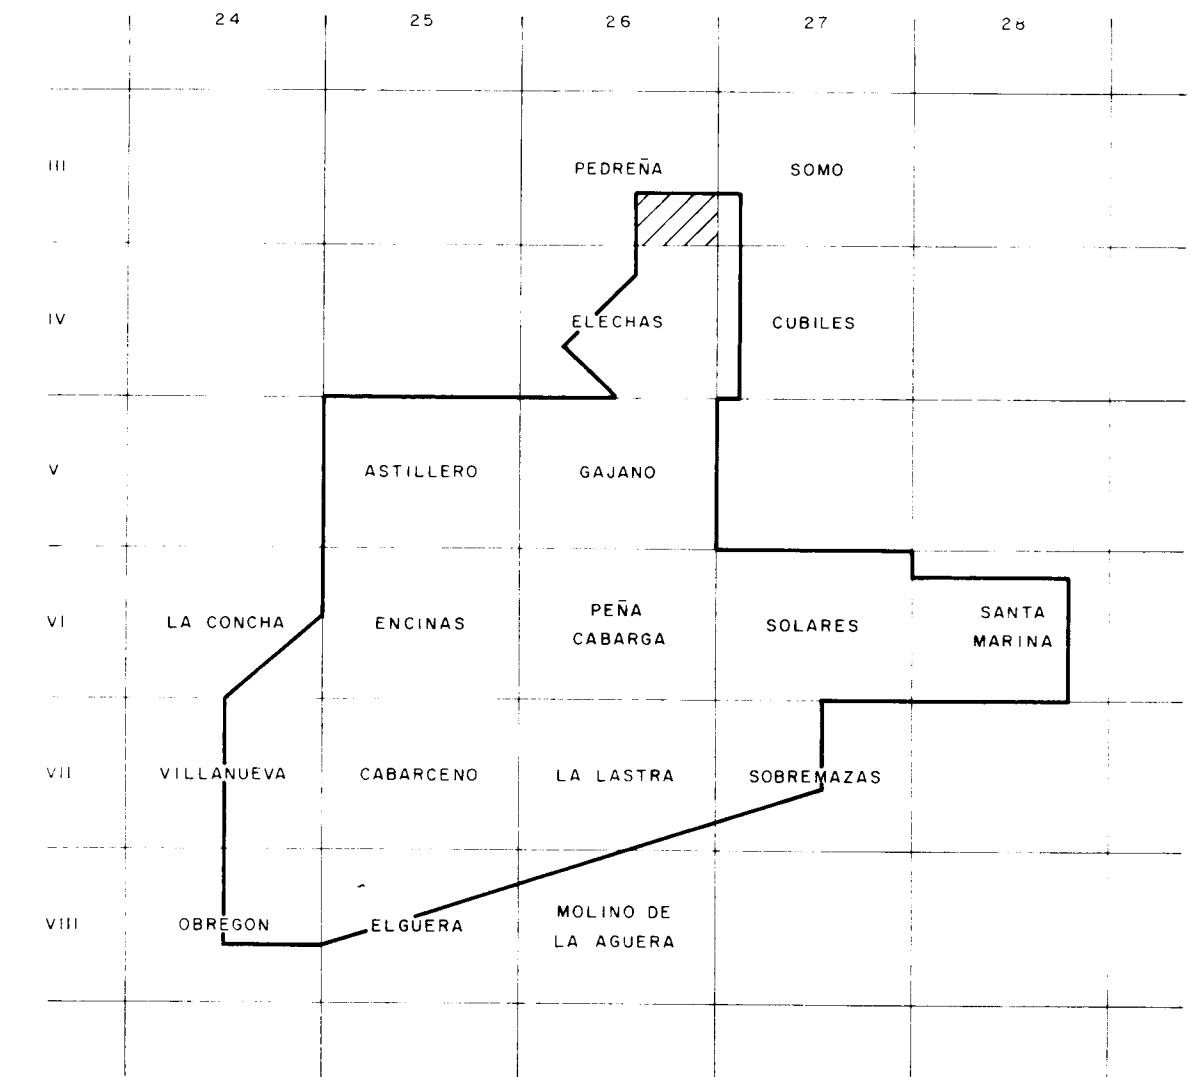 24 25 26 27 28
III PEDREÑA SOMO
IV ELECHAS CUBILES
V ASTILLERO GAJANO
VI LA CONCHA ENCINAS PEÑA CABARGA SOLARES SANTA MARINA
VII VILLANUEVA CABARCENO LA LASTRA SOBREMAZAS
VIII OBREGON ELGUERA MOLINO DE LA AGUERA